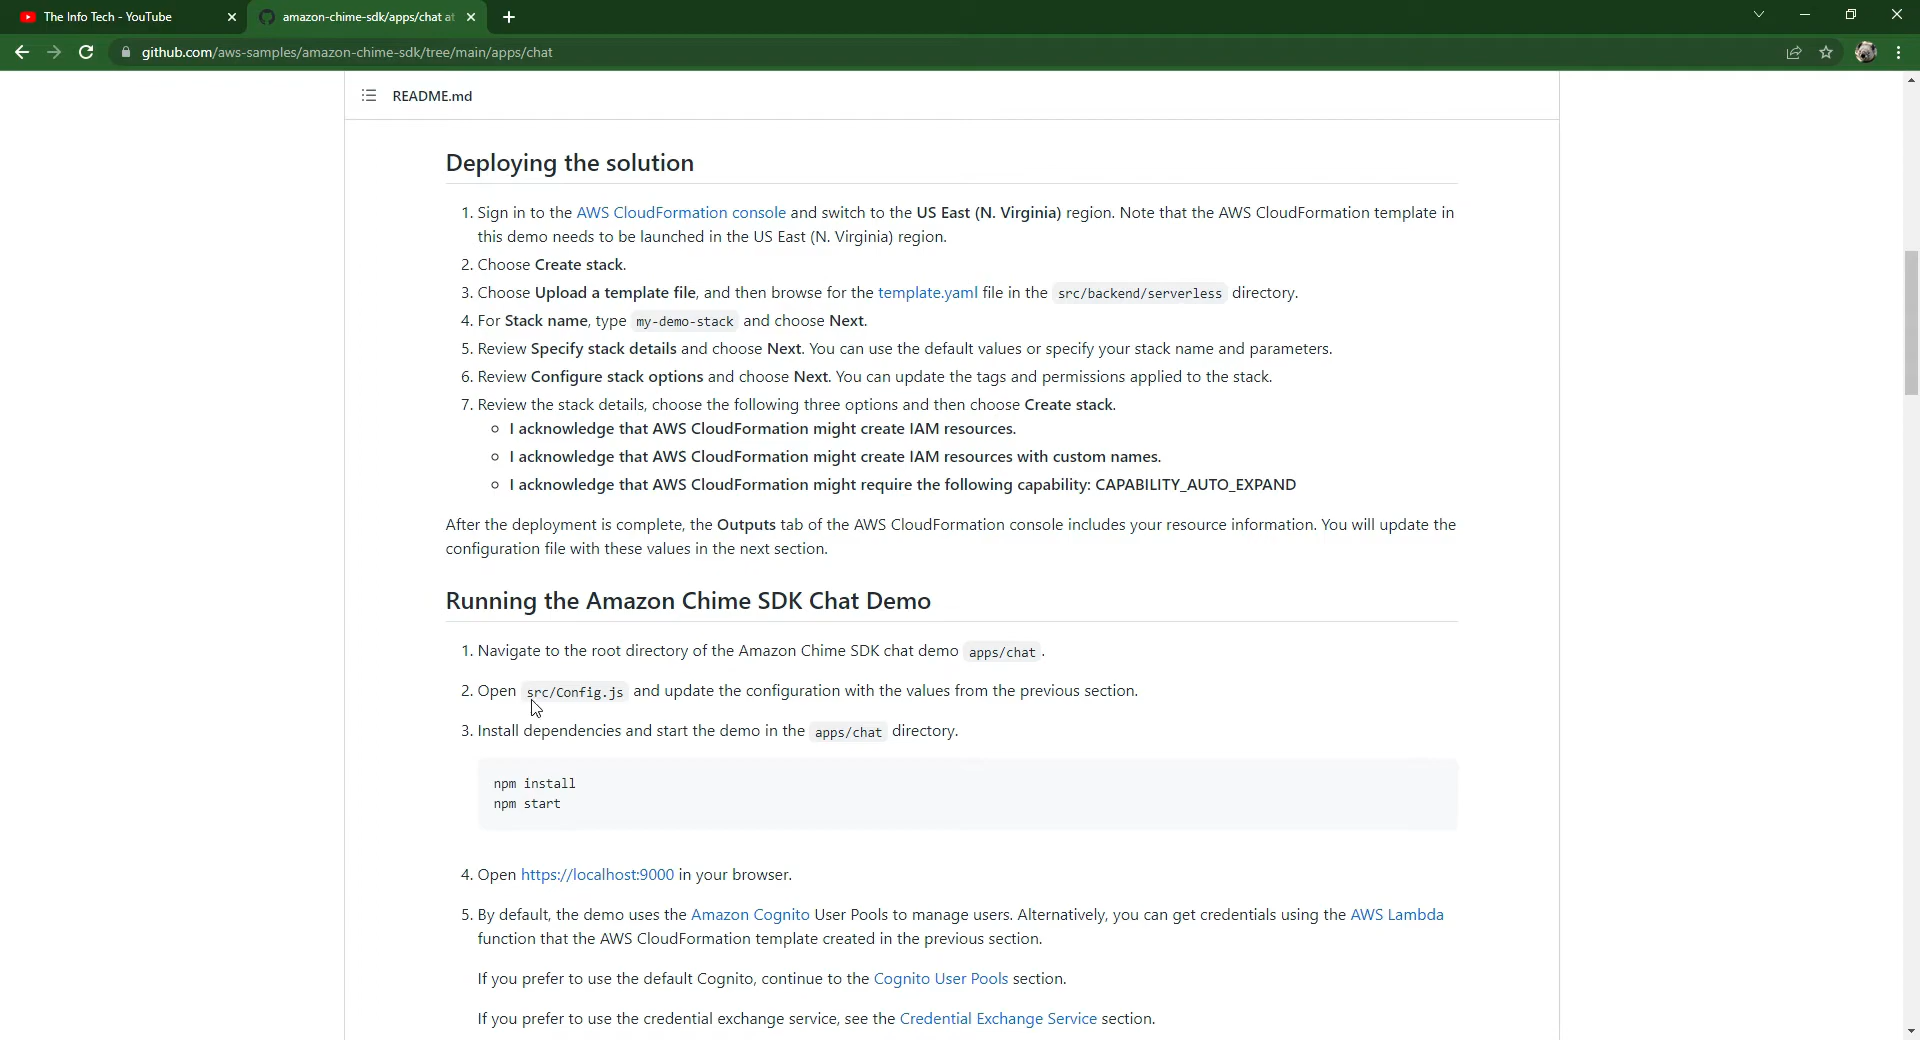 The Info Tech - YouTube
amazon-chime-sdk/apps/chat at
github.com/aws-samples/amazon-chime-sdk/tree/main/apps/chat
README.md
Deploying the solution
1. Sign in to the AWS CloudFormation console and switch to the US East (N. Virginia) region. Note that the AWS CloudFormation template in
this demo needs to be launched in the US East (N. Virginia) region.
2. Choose Create stack.
3. Choose Upload a template file, and then browse for the template.yaml file in the src/backend/serverless directory.
4. For Stack name, type my-demo-stack and choose Next.
5. Review Specify stack details and choose Next. You can use the default values or specify your stack name and parameters.
6. Review Configure stack options and choose Next. You can update the tags and permissions applied to the stack.
7. Review the stack details, choose the following three options and then choose Create stack.
I acknowledge that AWS CloudFormation might create IAM resources.
I acknowledge that AWS CloudFormation might create IAM resources with custom names.
I acknowledge that AWS CloudFormation might require the following capability: CAPABILITY_AUTO_EXPAND
After the deployment is complete, the Outputs tab of the AWS CloudFormation console includes your resource information. You will update the
configuration file with these values in the next section.
Running the Amazon Chime SDK Chat Demo
1. Navigate to the root directory of the Amazon Chime SDK chat demo apps/chat .
2. Open src/Config.js and update the configuration with the values from the previous section.
3. Install dependencies and start the demo in the apps/chat directory.
npm install
npm start
4. Open https://localhost:9000 in your browser.
5. By default, the demo uses the Amazon Cognito User Pools to manage users. Alternatively, you can get credentials using the AWS Lambda
function that the AWS CloudFormation template created in the previous section.
If you prefer to use the default Cognito, continue to the Cognito User Pools section.
If you prefer to use the credential exchange service, see the Credential Exchange Service section.